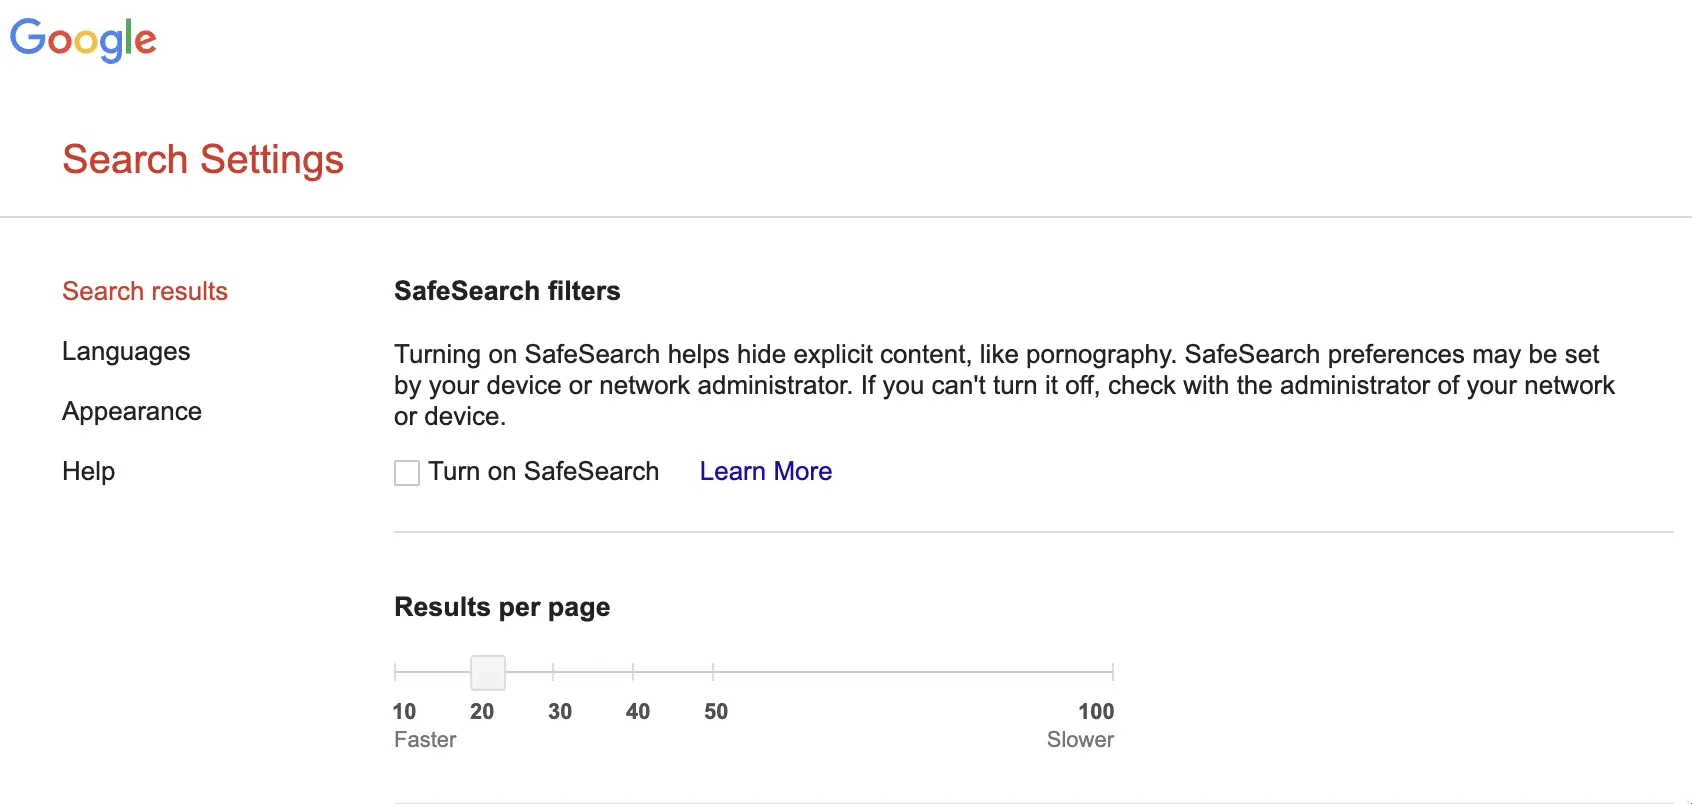 Google
Search Settings
Search results
Languages
Appearance
Help
SafeSearch filters
Turning on SafeSearch helps hide explicit content, like pornography. SafeSearch preferences may be set
by your device or network administrator. If you can't turn it off, check with the administrator of your network
or device.
Turn on SafeSearch Learn More
Results per page
10 20 30 40 50 100
Faster Slower